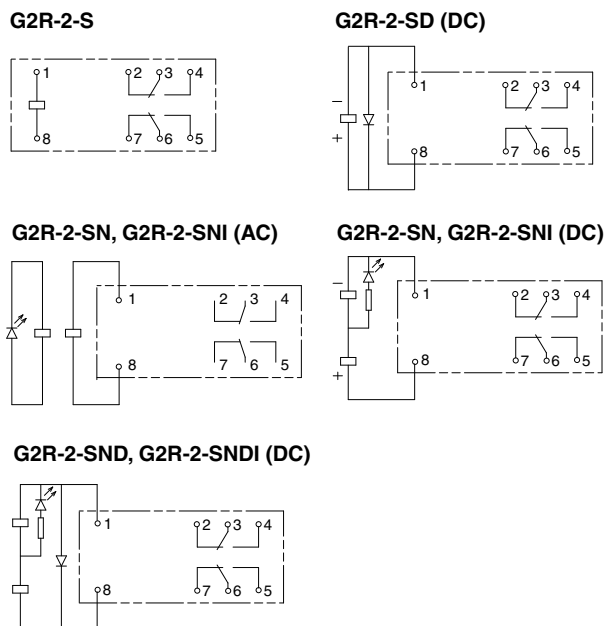 G2R-2-S
1 2 3 4
8 7 6 5
G2R-2-SD (DC)
−
+
1 2 3 4
8 7 6 5
G2R-2-SN, G2R-2-SNI (AC)
1 2 3 4
8 7 6 5
G2R-2-SN, G2R-2-SNI (DC)
−
+
1 2 3 4
8 7 6 5
G2R-2-SND, G2R-2-SNDI (DC)
1 2 3 4
8 7 6 5